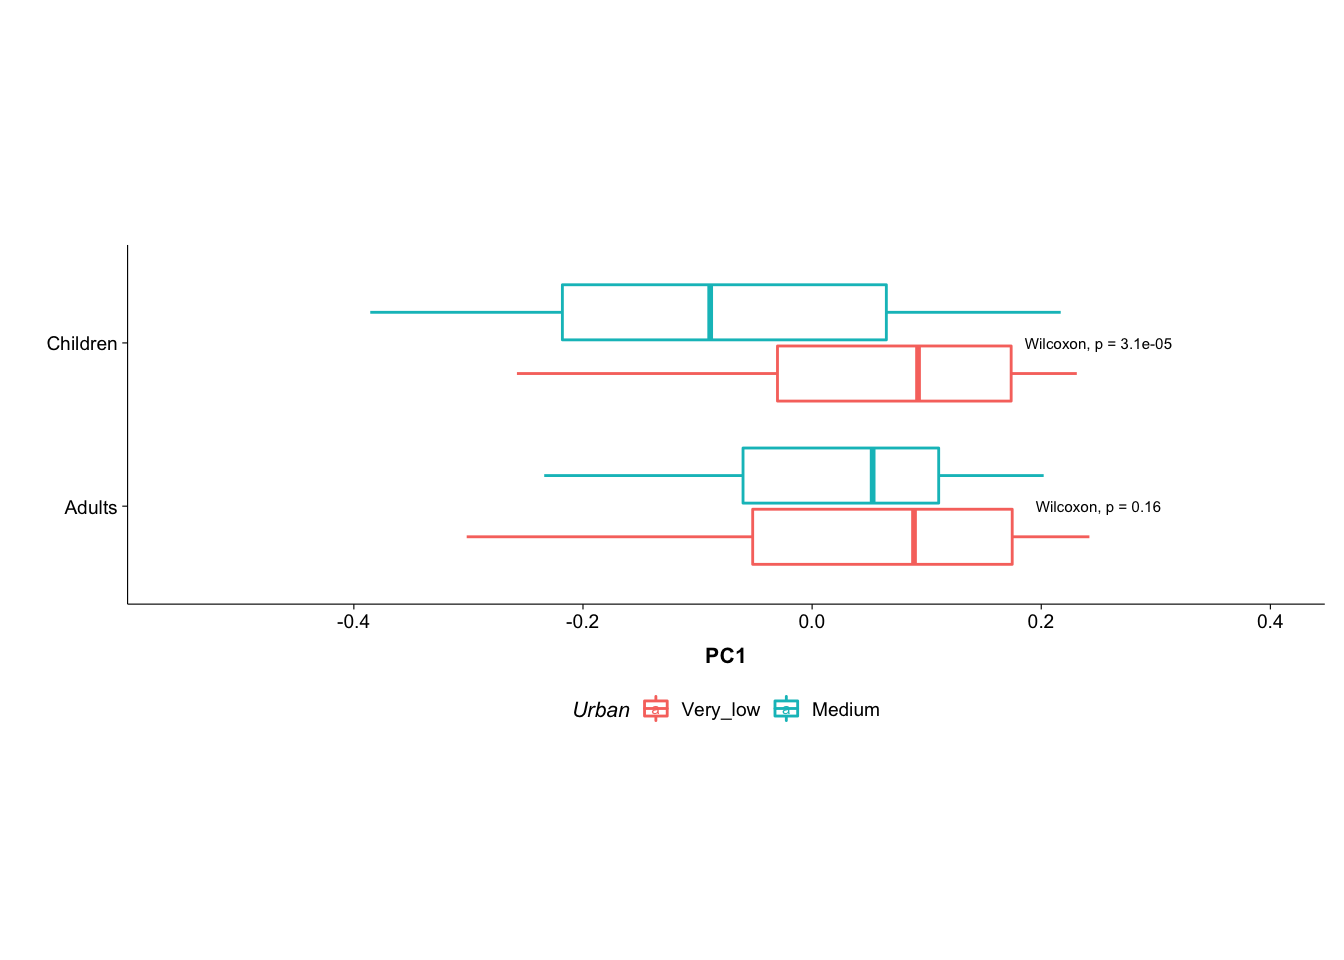 Children
Wilcoxon, p = 3.1e-05
Adults
Wilcoxon, p = 0.16
-0.4 -0.2 0.0 0.2 0.4
PC1
Urban a Very_low a Medium